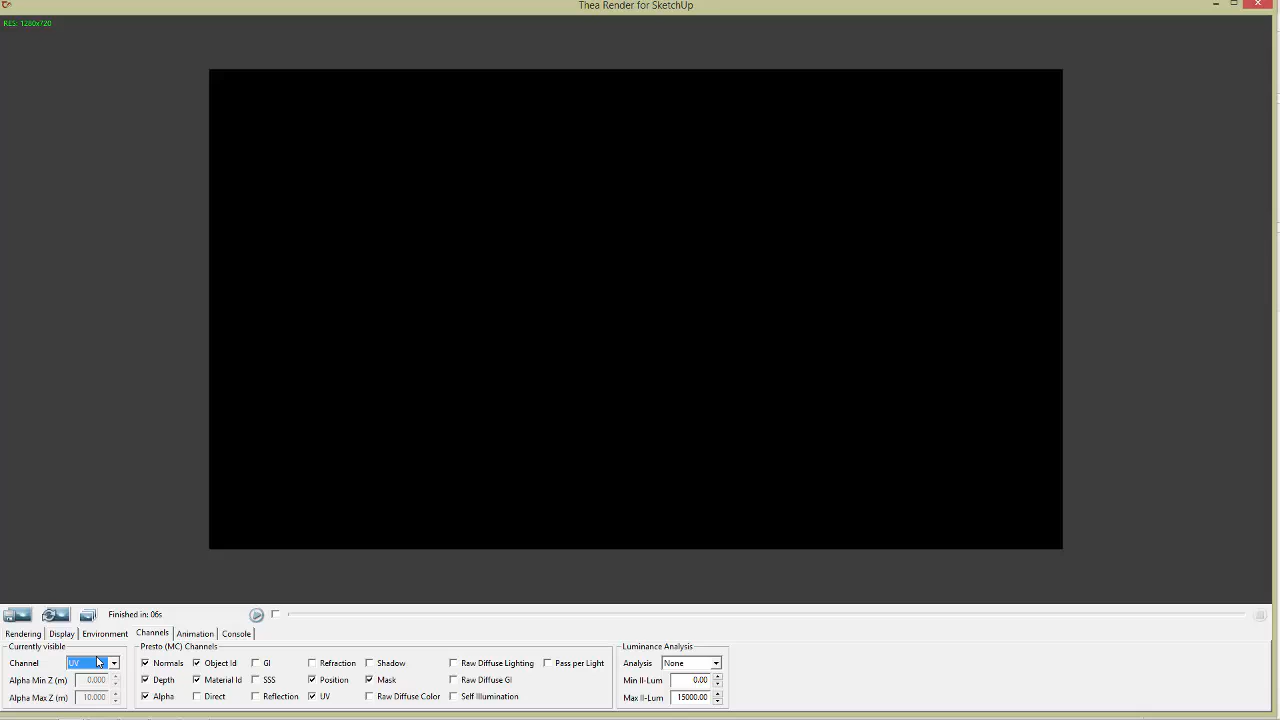 Thea Render for SketchUp
RES: 1280x720
Finished in: 06s
Rendering Display Environment Channels Animation Console
Currently visible Presto (MC) Channels Luminance Analysis
Channel UV Normals Object Id GI Refraction Shadow Raw Diffuse Lighting Pass per Light Analysis None
Alpha Min Z (m) 0.000 Depth Material Id SSS Position Mask Raw Diffuse GI Min Il-Lum 0.00
Alpha Max Z (m) 10.000 Alpha Direct Reflection UV Raw Diffuse Color Self Illumination Max Il-Lum 15000.00